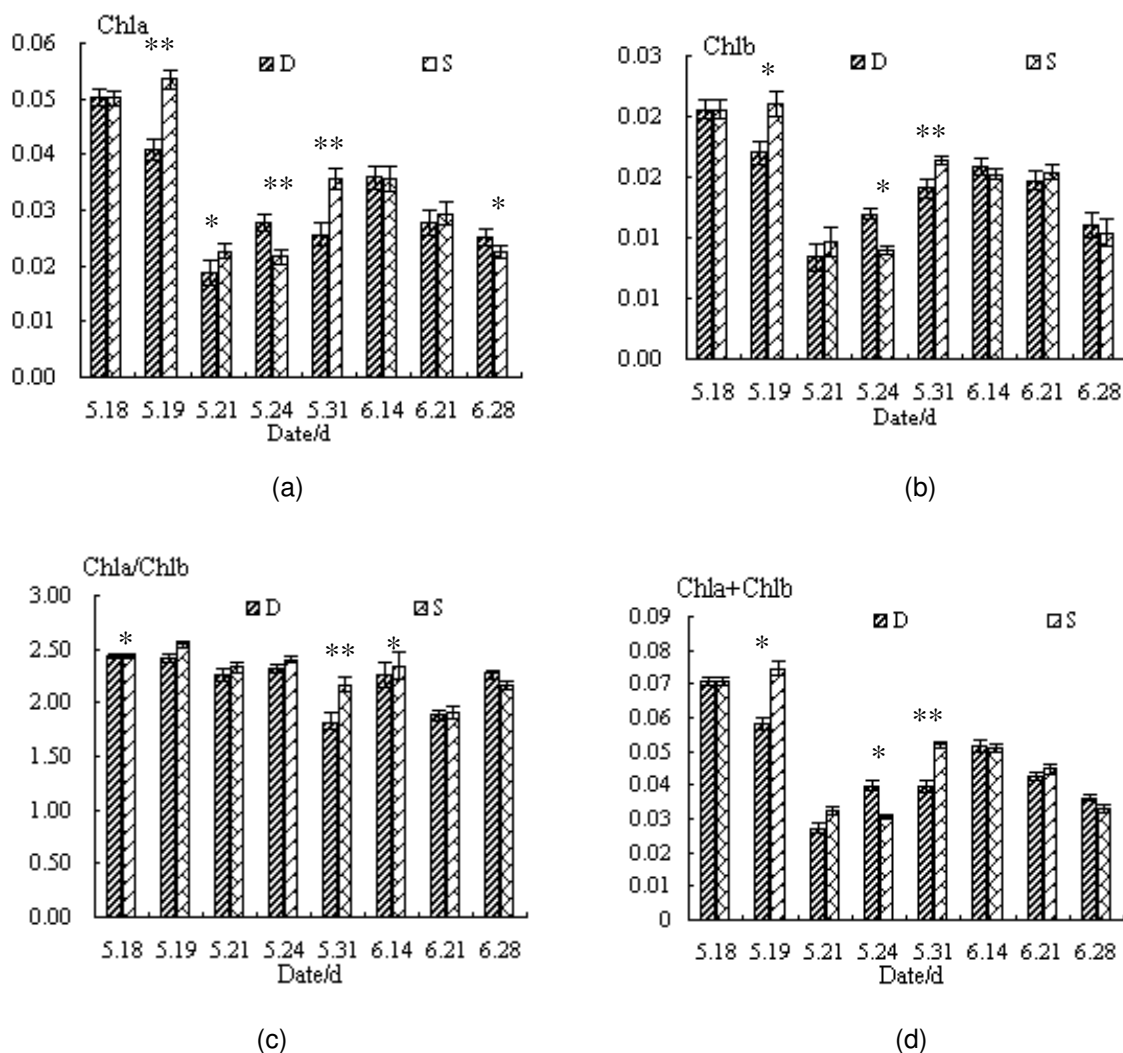 Chla
0.06
0.05
0.04
0.03
0.02
0.01
0.00
D
S
**
*
**
**
*
5.18 5.19 5.21 5.24 5.31 6.14 6.21 6.28
Date/d
(a)
Chlb
0.03
0.02
0.02
0.01
0.01
0.00
D
S
*
*
**
5.18 5.19 5.21 5.24 5.31 6.14 6.21 6.28
Date/d
(b)
Chla/Chlb
3.00
2.50
2.00
1.50
1.00
0.50
0.00
D
S
*
**
*
5.18 5.19 5.21 5.24 5.31 6.14 6.21 6.28
Date/d
(c)
Chla+Chlb
0.09
0.08
0.07
0.06
0.05
0.04
0.03
0.02
0.01
0
D
S
*
*
**
5.18 5.19 5.21 5.24 5.31 6.14 6.21 6.28
Date/d
(d)